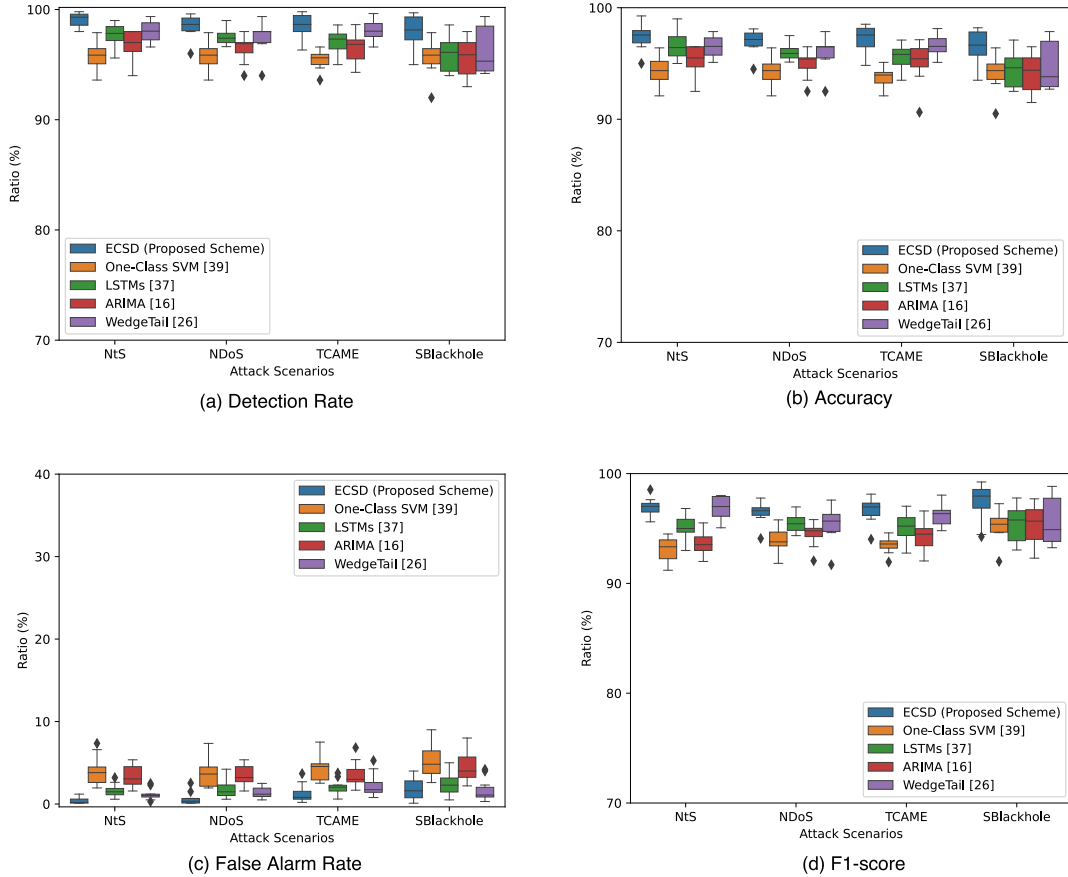 100
90
80
70
Ratio (%)
ECSD (Proposed Scheme)
One-Class SVM [39]
LSTMs [37]
ARIMA [16]
WedgeTail [26]
NtS
NDoS
TCAME
SBlackhole
Attack Scenarios
(a) Detection Rate
100
90
80
70
Ratio (%)
ECSD (Proposed Scheme)
One-Class SVM [39]
LSTMs [37]
ARIMA [16]
WedgeTail [26]
NtS
NDoS
TCAME
SBlackhole
Attack Scenarios
(b) Accuracy
40
30
20
10
0
Ratio (%)
ECSD (Proposed Scheme)
One-Class SVM [39]
LSTMs [37]
ARIMA [16]
WedgeTail [26]
NtS
NDoS
TCAME
SBlackhole
Attack Scenarios
(c) False Alarm Rate
100
90
80
70
Ratio (%)
ECSD (Proposed Scheme)
One-Class SVM [39]
LSTMs [37]
ARIMA [16]
WedgeTail [26]
NtS
NDoS
TCAME
SBlackhole
Attack Scenarios
(d) F1-score